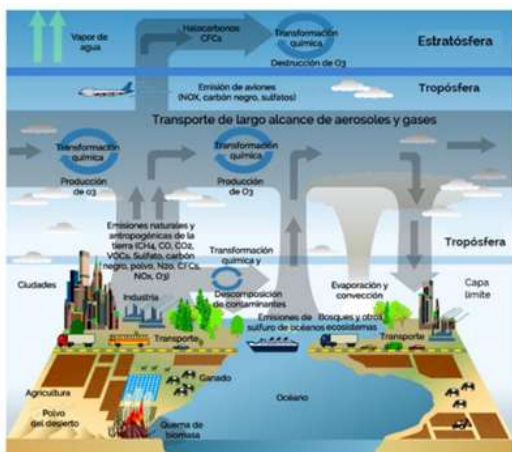 Vapor de
agua
Halocarbonos
CFCs
Transformación
química
Destrucción de O3
Estratósfera
Emisión de aviones
(NOX, carbón negro, sulfatos)
Tropósfera
Transporte de largo alcance de aerosoles y gases
Transformación
química
Producción
de o3
Transformación
química
Producción
de O3
Emisiones naturales y
antropogénicas de la
tierra (CH4, CO, CO2,
VOCs, Sulfato, carbón
negro, polvo, N2o, CFCs,
NOx, O3)
Transformación
química y
Descomposición
de contaminantes
Tropósfera
Ciudades
Industria
Evaporación y
convección
Capa
límite
Emisiones de
sulfuro de océanos
Bosques y otros
ecosistemas
Transporte
Transporte
Agricultura
Ganado
Océano
Polvo
del desierto
Quema de
biomasa